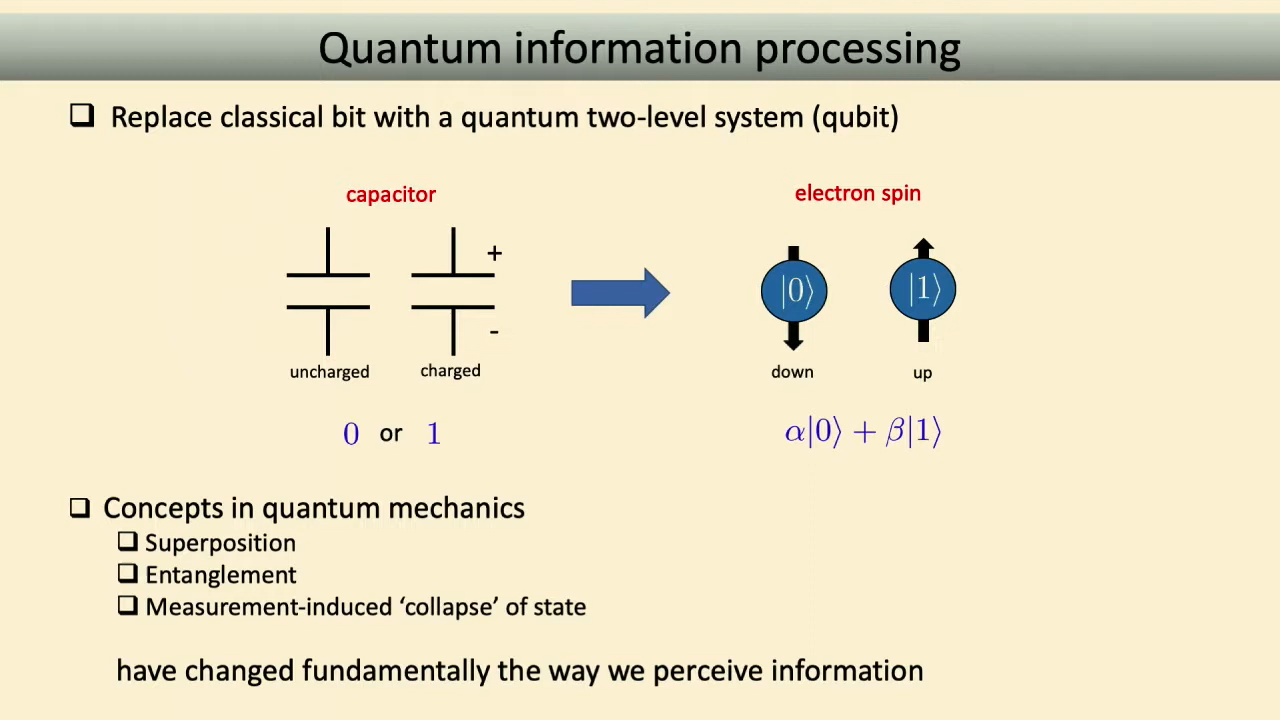 Quantum information processing
❑ Replace classical bit with a quantum two-level system (qubit)
capacitor
electron spin
+
-
|0⟩
|1⟩
uncharged
charged
down
up
0 or 1
α|0⟩ + β|1⟩
❑ Concepts in quantum mechanics
❑ Superposition
❑ Entanglement
❑ Measurement-induced ‘collapse’ of state
have changed fundamentally the way we perceive information